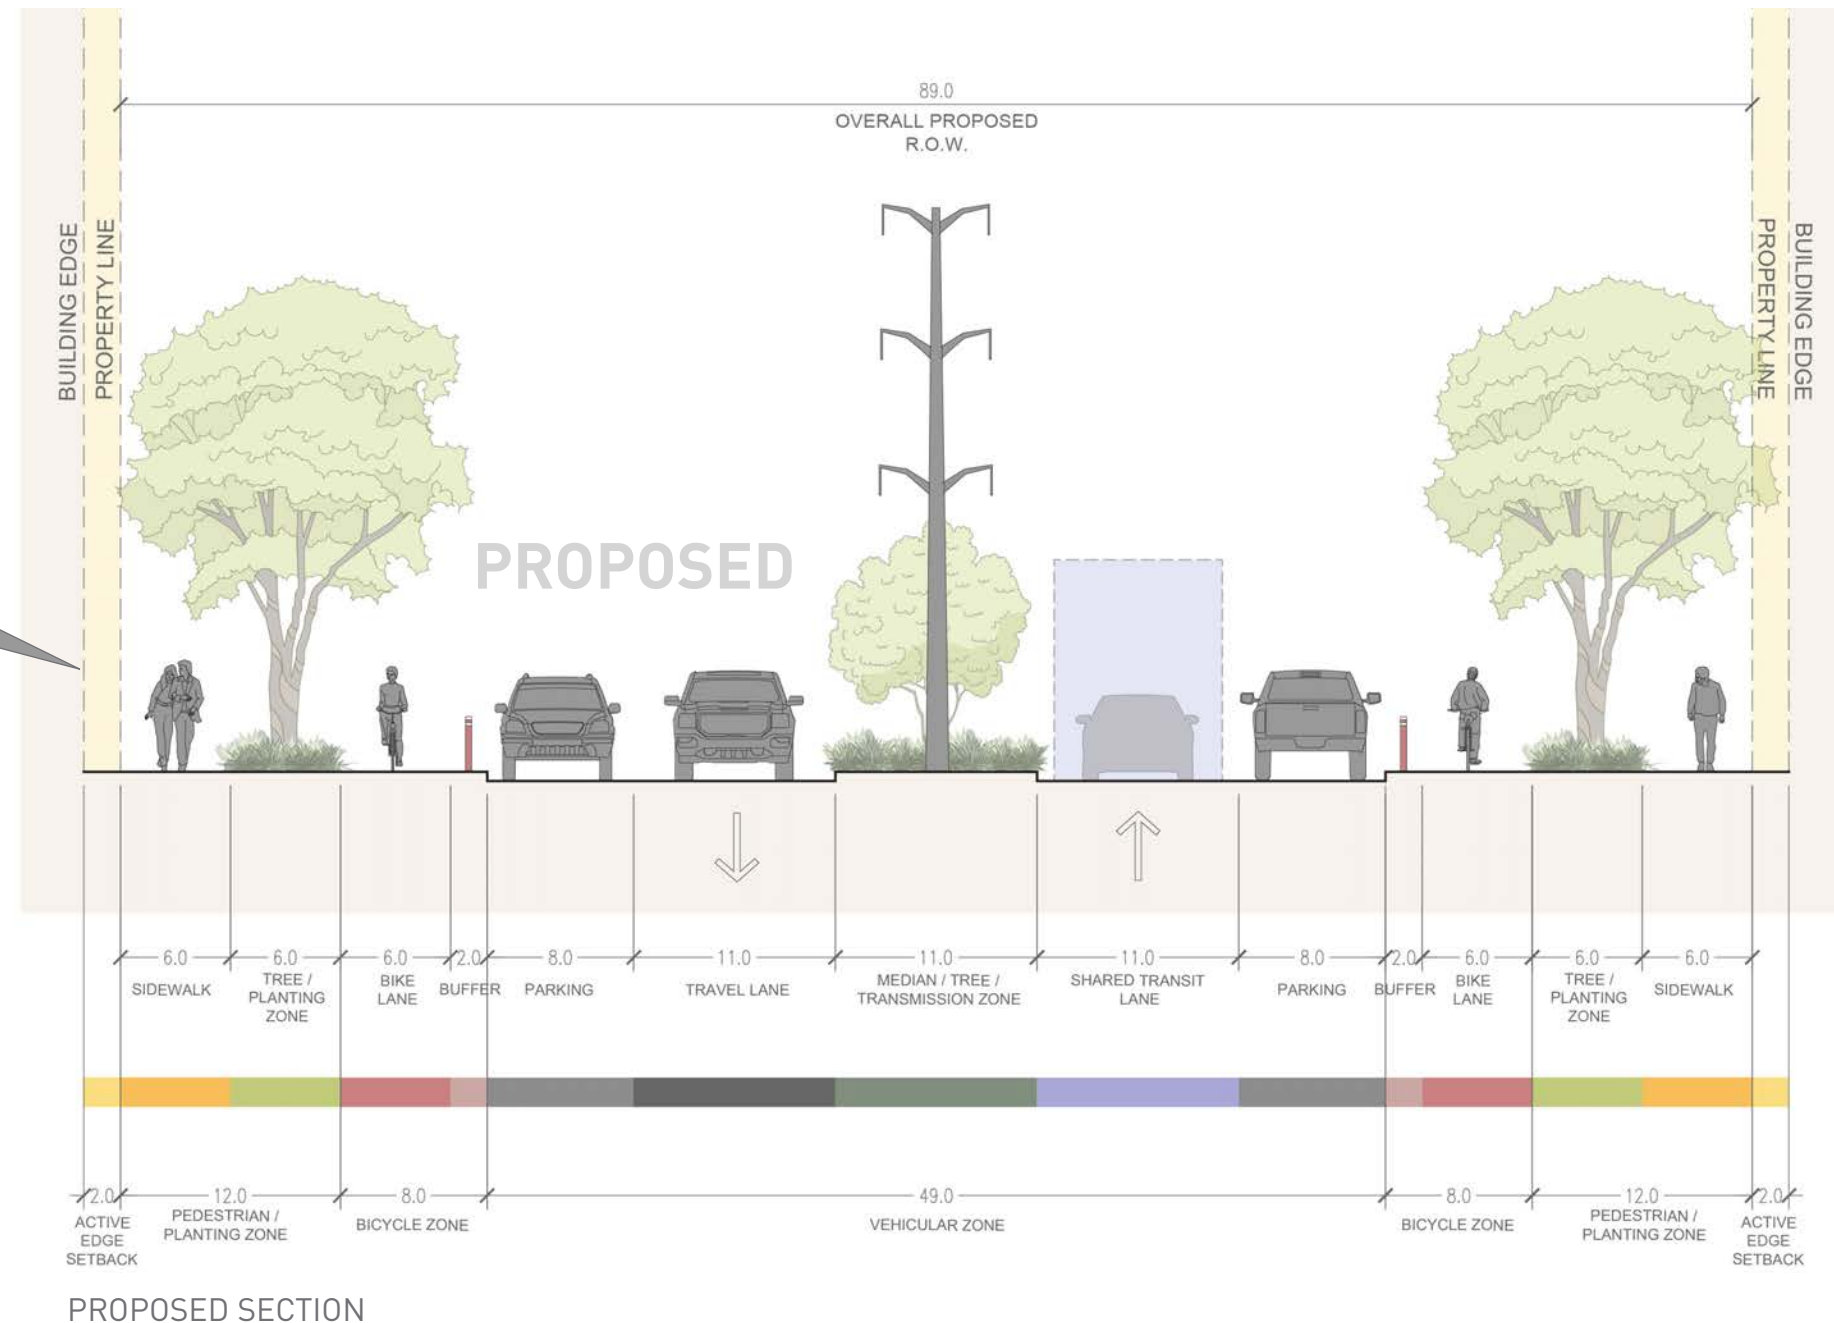 89.0
OVERALL PROPOSED
R.O.W.
BUILDING EDGE
PROPERTY LINE
PROPERTY LINE
BUILDING EDGE
PROPOSED
6.0
6.0
6.0
2.0
8.0
11.0
11.0
11.0
8.0
2.0
6.0
6.0
6.0
SIDEWALK
TREE /
PLANTING
ZONE
BIKE
LANE
BUFFER
PARKING
TRAVEL LANE
MEDIAN / TREE /
TRANSMISSION ZONE
SHARED TRANSIT
LANE
PARKING
BUFFER
BIKE
LANE
TREE /
PLANTING
ZONE
SIDEWALK
2.0
12.0
8.0
49.0
8.0
12.0
2.0
ACTIVE
EDGE
SETBACK
PEDESTRIAN /
PLANTING ZONE
BICYCLE ZONE
VEHICULAR ZONE
BICYCLE ZONE
PEDESTRIAN /
PLANTING ZONE
ACTIVE
EDGE
SETBACK
PROPOSED SECTION